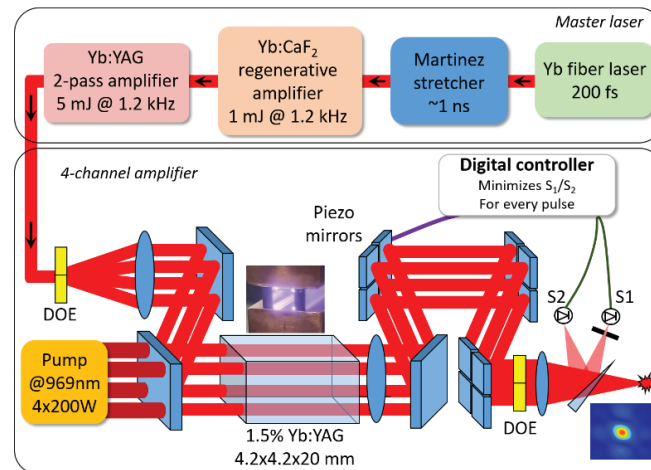 Master laser
Yb:YAG
2-pass amplifier
5 mJ @ 1.2 kHz
Yb:CaF₂
regenerative
amplifier
1 mJ @ 1.2 kHz
Martinez
stretcher
~1 ns
Yb fiber laser
200 fs
4-channel amplifier
Digital controller
Minimizes S₁/S₂
For every pulse
Piezo
mirrors
S2
S1
DOE
Pump
@969nm
4x200W
DOE
1.5% Yb:YAG
4.2x4.2x20 mm